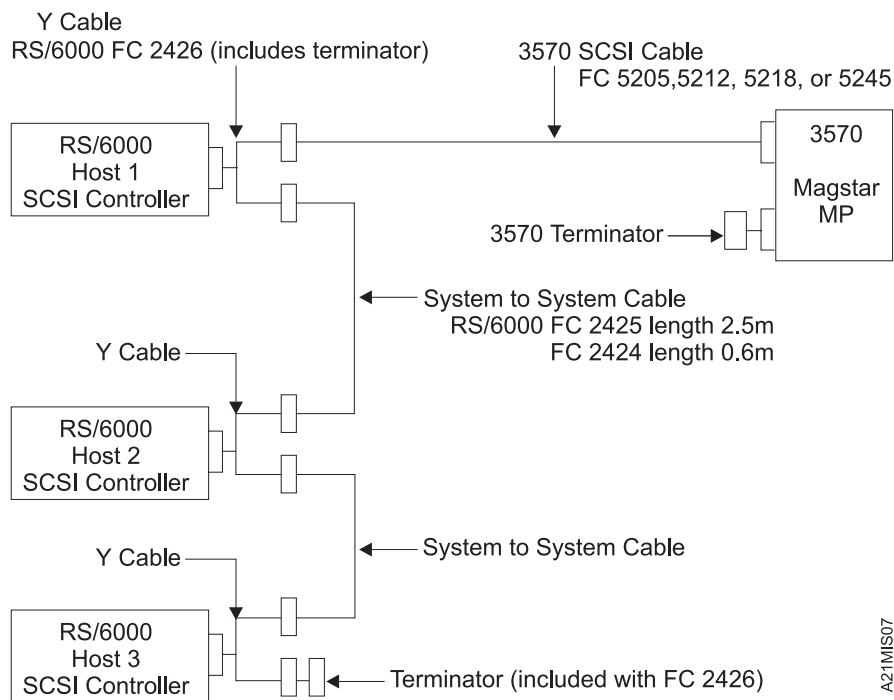 Y Cable
RS/6000 FC 2426 (includes terminator)
3570 SCSI Cable
FC 5205,5212, 5218, or 5245
RS/6000
Host 1
SCSI Controller
3570
Magstar
MP
3570 Terminator
System to System Cable
RS/6000 FC 2425 length 2.5m
FC 2424 length 0.6m
Y Cable
RS/6000
Host 2
SCSI Controller
System to System Cable
Y Cable
RS/6000
Host 3
SCSI Controller
Terminator (included with FC 2426)
A21MIS07